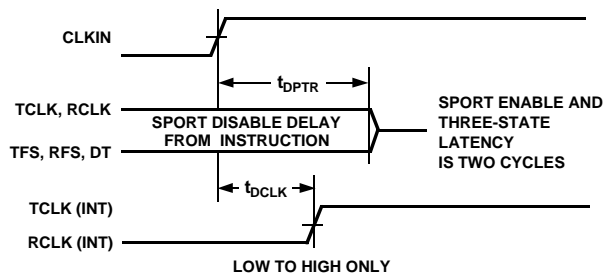 CLKIN
tDPTR
TCLK, RCLK
SPORT DISABLE DELAY
FROM INSTRUCTION
TFS, RFS, DT
SPORT ENABLE AND
THREE-STATE
LATENCY
IS TWO CYCLES
tDCLK
TCLK (INT)
RCLK (INT)
LOW TO HIGH ONLY